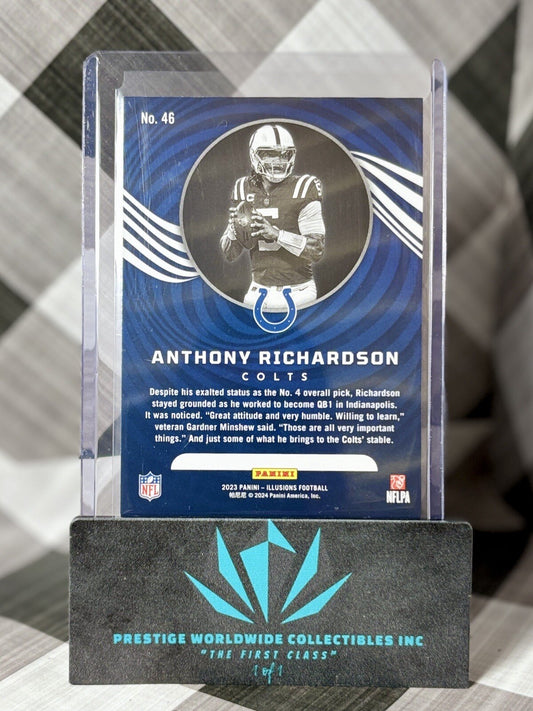 No. 46
5
ANTHONY RICHARDSON
COLTS
Despite his exalted status as the No. 4 overall pick, Richardson
stayed grounded as he worked to become QB1 in Indianapolis.
It was noticed. “Great attitude and very humble. Willing to learn,”
veteran Gardner Minshew said. “Those are all very important
things.” And just some of what he brings to the Colts’ stable.
PANINI
2023 PANINI – ILLUSIONS FOOTBALL
帕尼尼 © 2024 Panini America, Inc.
NFL
NFLPA
PRESTIGE WORLDWIDE COLLECTIBLES INC
"THE FIRST CLASS"
1 of 1